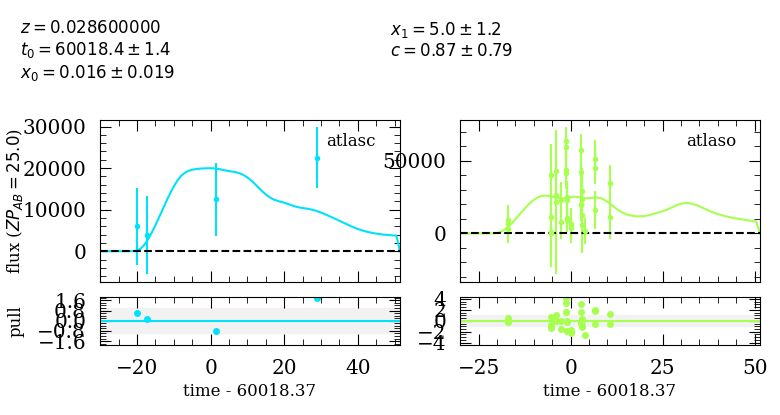 z = 0.028600000
t0 = 60018.4 ± 1.4
x0 = 0.016 ± 0.019
x1 = 5.0 ± 1.2
c = 0.87 ± 0.79
flux (ZP_AB = 25.0)
30000
20000
10000
0
atlasc
50000
0
atlaso
pull
1.6
0.8
0.0
−0.8
−1.6
4
2
0
−2
−4
−20 0 20 40
−25 0 25 50
time - 60018.37
time - 60018.37